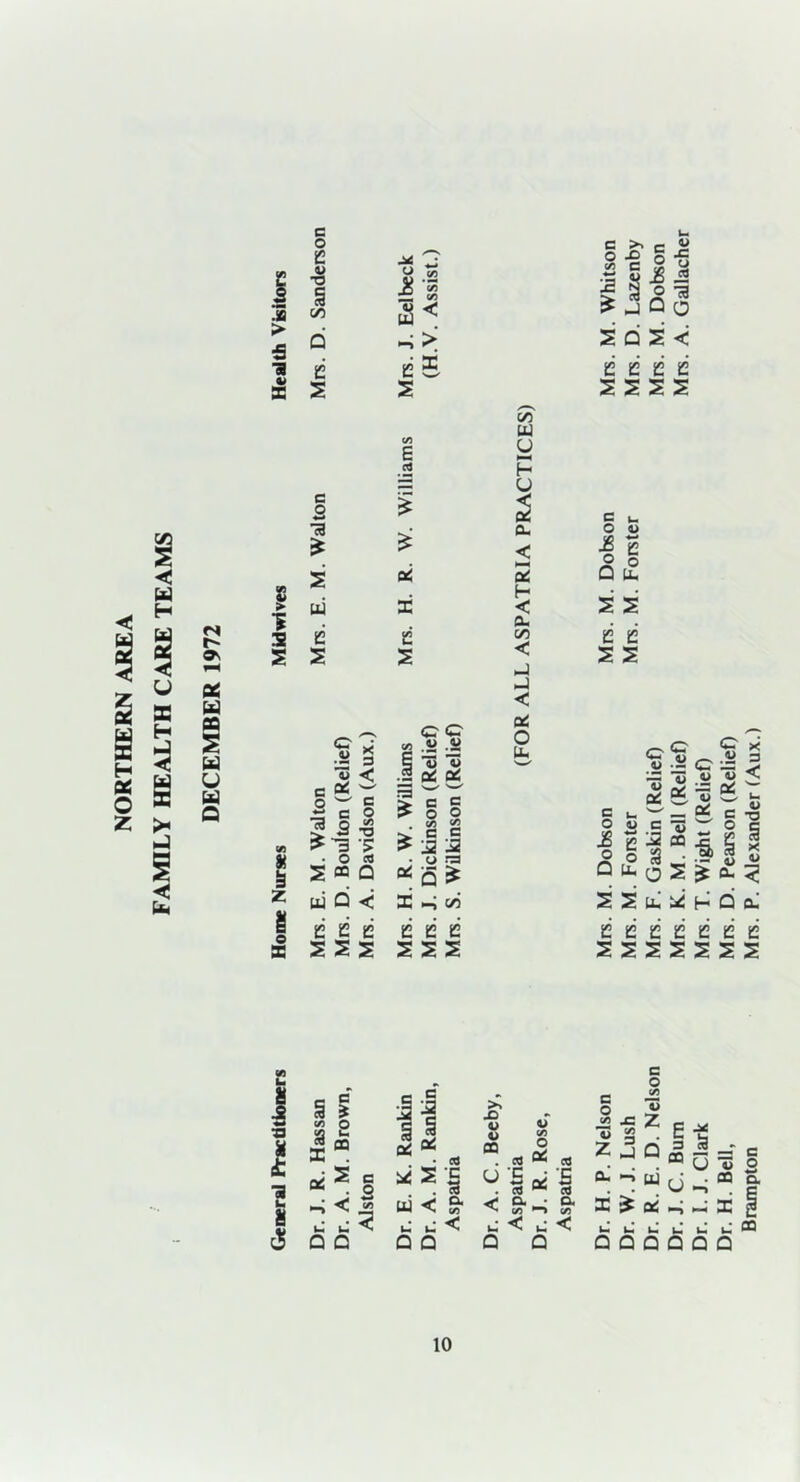 NORTHERN AREA
FAMILY HEALTH CARE TEAMS
DECEMBER 1972
General Practitioners Home Nurses Midwives Health Visitors
Dr. J. R. Hassan Mrs. E. M. Walton Mrs. E. M. Walton Mrs. D. Sanderson
Dr. A. M. Brown, Mrs. D. Boulton (Relief)
Alston Mrs. A. Davidson (Aux.)
Dr. E. K. Rankin Mrs. H. R. W. Williams Mrs. H. R. W. Williams Mrs. J. Eelbeck
Dr. A. M. Rankin, Mrs. J. Dickinson (Relief) (H.V. Assist.)
Aspatria Mrs. S. Wilkinson (Relief)
Dr. A. C. Beeby,
Aspatria (FOR ALL ASPATRIA PRACTICES)
Dr. J. R. Rose,
Aspatria
Dr. H. P. Nelson Mrs. M. Dobson Mrs. M. Dobson Mrs. M. Whitson
Dr. W. J. Lush Mrs. M. Forster Mrs. M. Forster Mrs. D. Lazenby
Dr. R. E. D. Nelson Mrs. F. Gaskin (Relief) Mrs. M. Dobson
Dr. J. C. Burn Mrs. K. M. Bell (Relief) Mrs. A. Gallacher
Dr. I. J. Clark Mrs. T. Wight (Relief)
Dr. H. Bell, Mrs. D. Pearson (Relief)
Brampton Mrs. P. Alexander (Aux.)
10